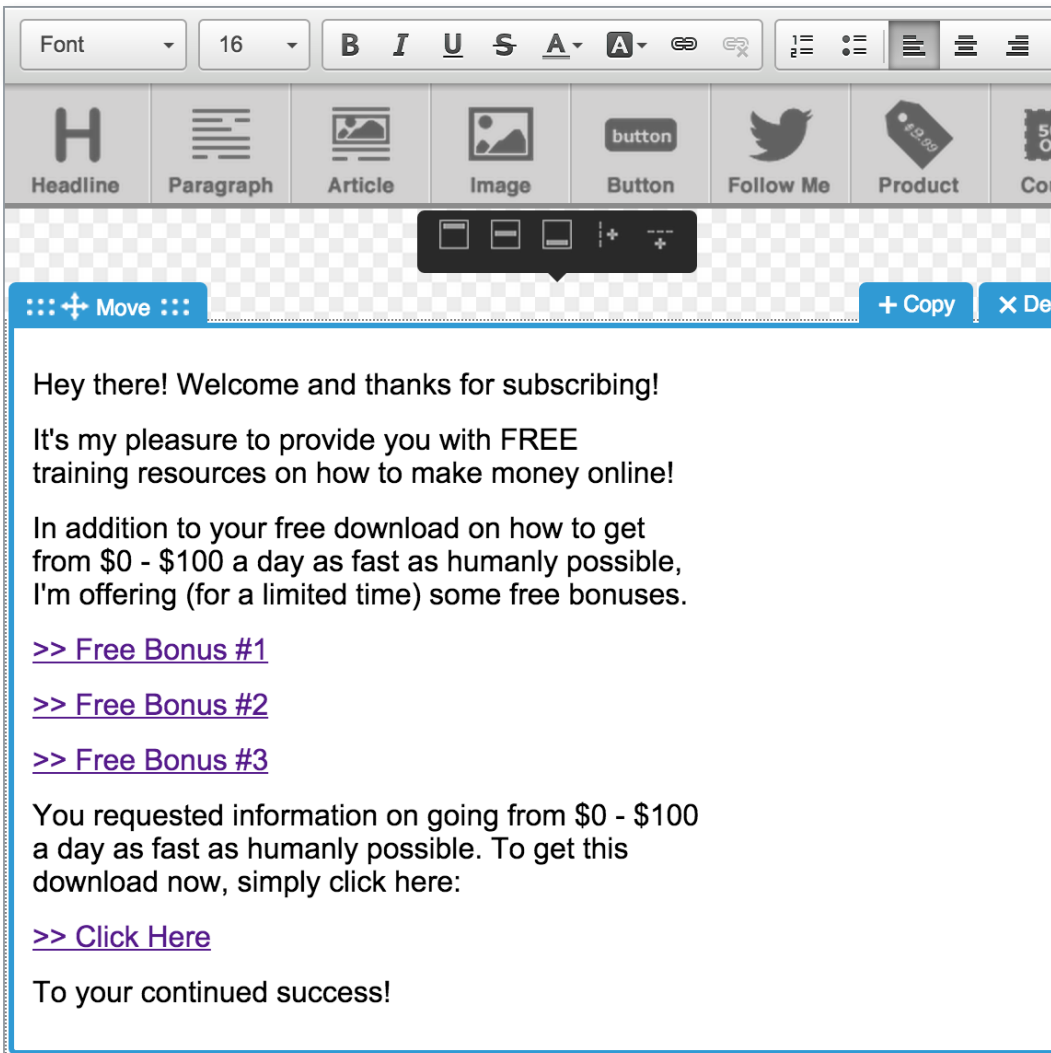 Font 16 B I U S A A
Headline Paragraph Article Image button Button Follow Me $9.99 Product
Move + Copy
Hey there! Welcome and thanks for subscribing!
It's my pleasure to provide you with FREE
training resources on how to make money online!
In addition to your free download on how to get
from $0 - $100 a day as fast as humanly possible,
I'm offering (for a limited time) some free bonuses.
>> Free Bonus #1
>> Free Bonus #2
>> Free Bonus #3
You requested information on going from $0 - $100
a day as fast as humanly possible. To get this
download now, simply click here:
>> Click Here
To your continued success!